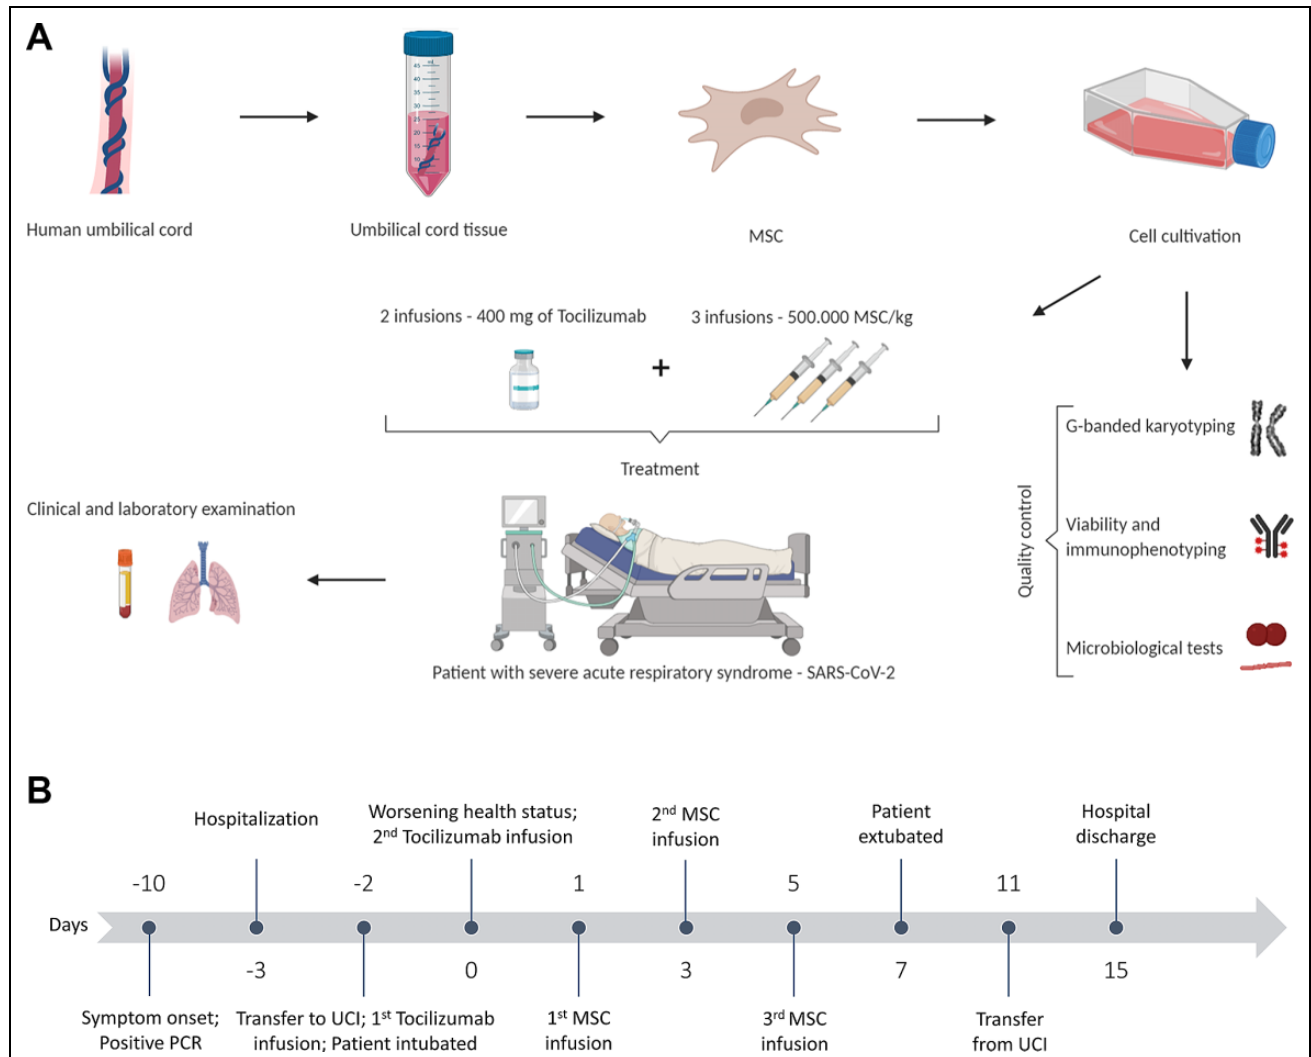 A
Human umbilical cord
Umbilical cord tissue
MSC
Cell cultivation
2 infusions - 400 mg of Tocilizumab
3 infusions - 500.000 MSC/kg
+
Treatment
Quality control
G-banded karyotyping
Viability and
immunophenotyping
Microbiological tests
Clinical and laboratory examination
Patient with severe acute respiratory syndrome - SARS-CoV-2
B
Hospitalization
Worsening health status;
2nd Tocilizumab infusion
2nd MSC
infusion
Patient
extubated
Hospital
discharge
-10
-2
1
5
11
Days
-3
0
3
7
15
Symptom onset;
Positive PCR
Transfer to UCI; 1st Tocilizumab
infusion; Patient intubated
1st MSC
infusion
3rd MSC
infusion
Transfer
from UCI